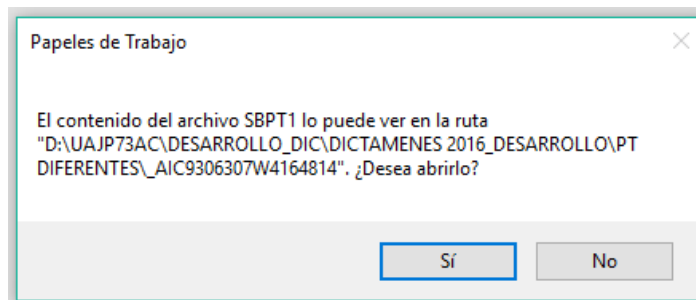 Papeles de Trabajo
El contenido del archivo SBPT1 lo puede ver en la ruta
"D:\UAJP73AC\DESARROLLO_DIC\DICTAMENES 2016_DESARROLLO\PT
DIFERENTES\_AIC9306307W4164814". ¿Desea abrirlo?
Sí
No